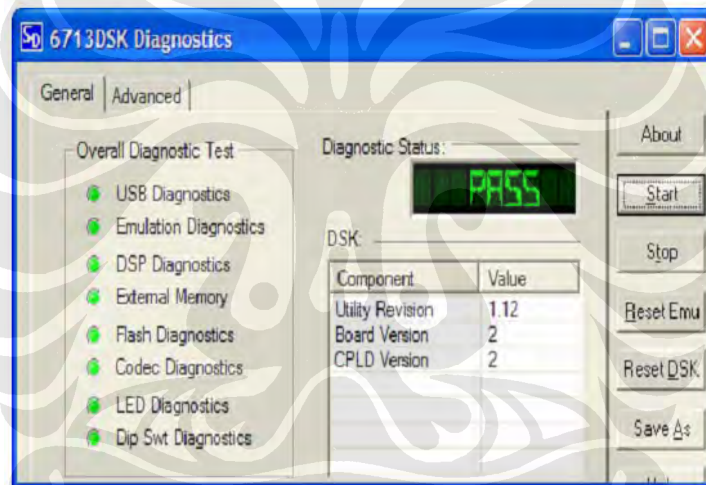 SD 6713DSK Diagnostics
General Advanced
Overall Diagnostic Test
USB Diagnostics
Emulation Diagnostics
DSP Diagnostics
External Memory
Flash Diagnostics
Codec Diagnostics
LED Diagnostics
Dip Swt Diagnostics
Diagnostic Status:
PASS
DSK:
Component Value
Utility Revision 1.12
Board Version 2
CPLD Version 2
About
Start
Stop
Reset Emu
Reset DSK
Save As